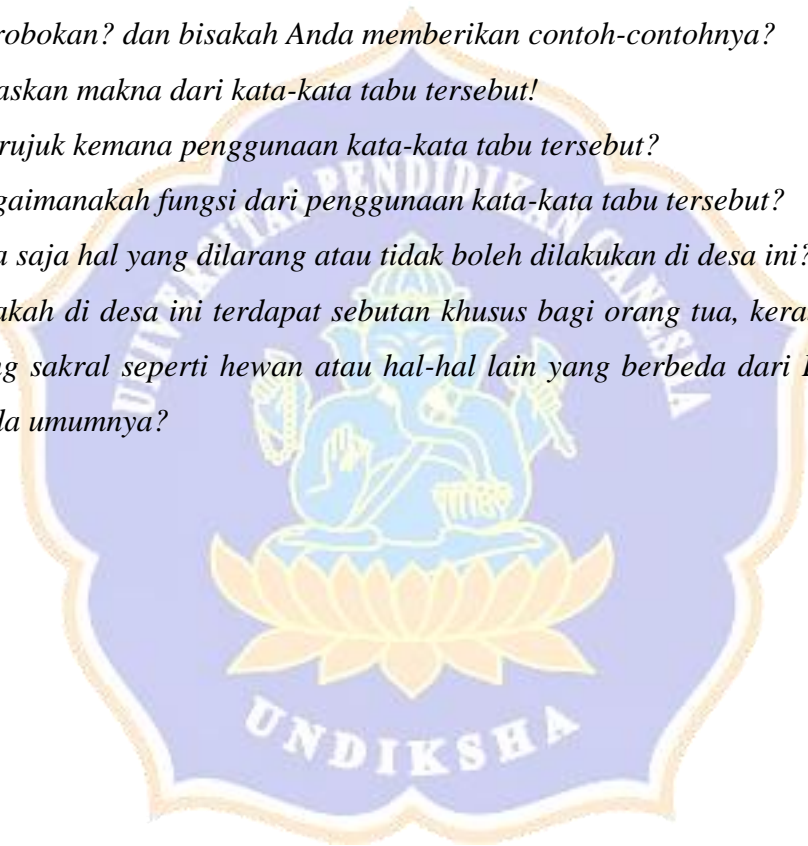 robokan? dan bisakah Anda memberikan contoh-contohnya?
askan makna dari kata-kata tabu tersebut!
rujuk kemana penggunaan kata-kata tabu tersebut?
gaimanakah fungsi dari penggunaan kata-kata tabu tersebut?
a saja hal yang dilarang atau tidak boleh dilakukan di desa ini?
akah di desa ini terdapat sebutan khusus bagi orang tua, kera
ng sakral seperti hewan atau hal-hal lain yang berbeda dari
da umumnya?
UNIVERSITAS PENDIDIKAN GANESHA
UNDIKSHA